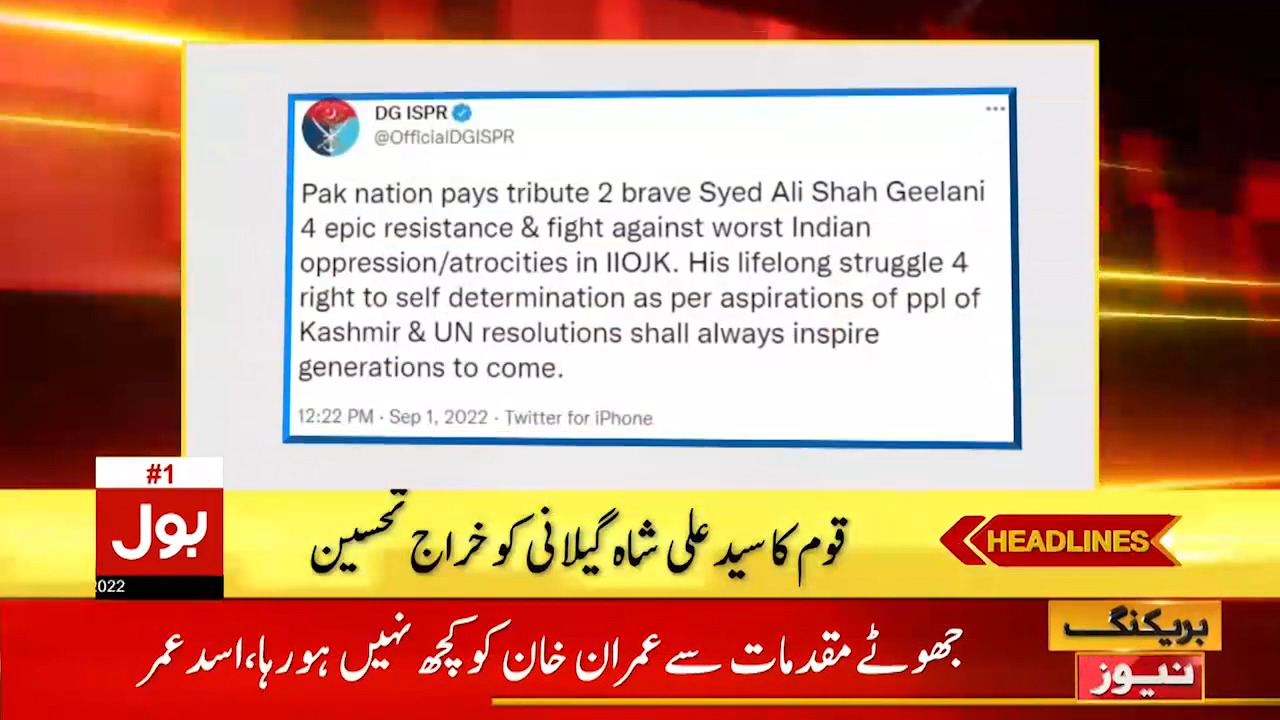 DG ISPR
@OfficialDGISPR
Pak nation pays tribute 2 brave Syed Ali Shah Geelani
4 epic resistance & fight against worst Indian
oppression/atrocities in IIOJK. His lifelong struggle 4
right to self determination as per aspirations of ppl of
Kashmir & UN resolutions shall always inspire
generations to come.
12:22 PM · Sep 1, 2022 · Twitter for iPhone
#1
بول
2022
قوم کا سید علی شاہ گیلانی کو خراج تحسین
HEADLINES
جھوٹے مقدمات سے عمران خان کو کچھ نہیں ہو رہا،اسد عمر
بریکنگ
نیوز